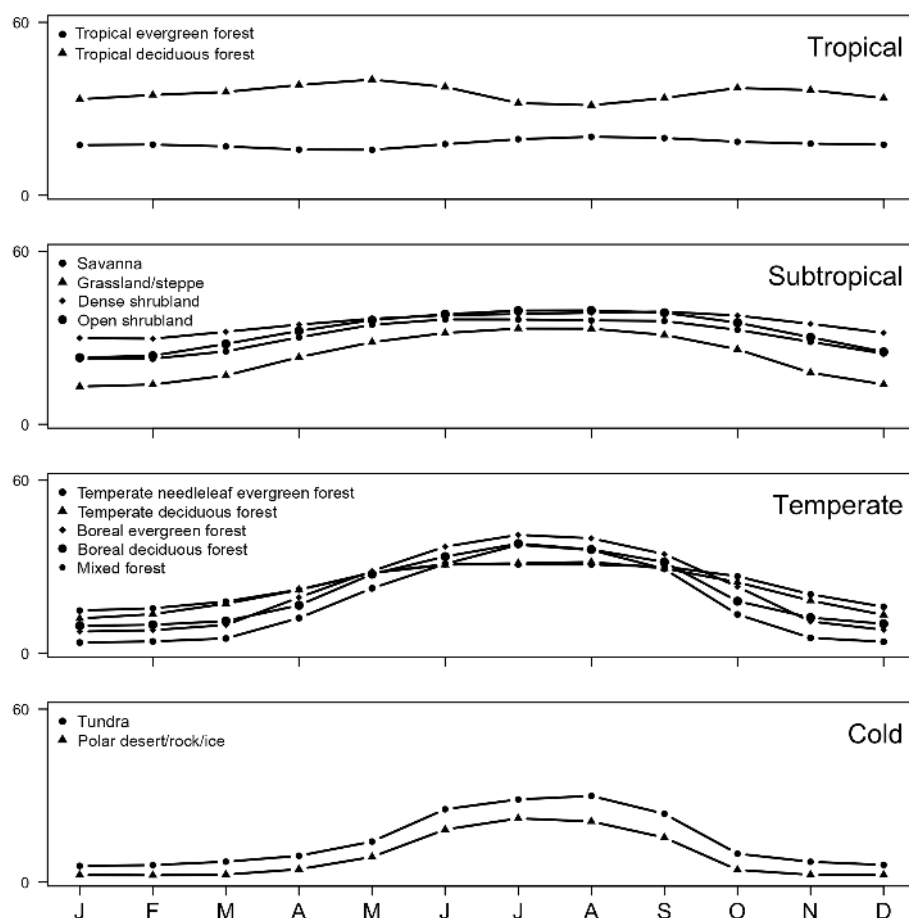 60
0
Tropical evergreen forest
Tropical deciduous forest
Tropical
60
0
Savanna
Grassland/steppe
Dense shrubland
Open shrubland
Subtropical
60
0
Temperate needleleaf evergreen forest
Temperate deciduous forest
Boreal evergreen forest
Boreal deciduous forest
Mixed forest
Temperate
60
0
Tundra
Polar desert/rock/ice
Cold
J F M A M J J A S O N D